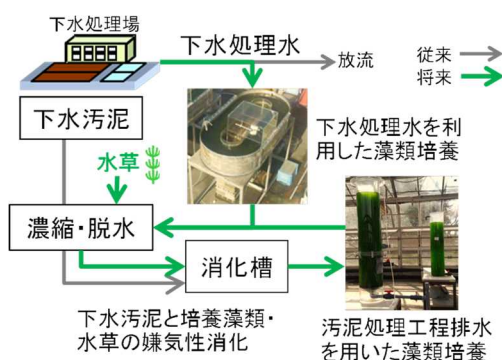 下水処理場
下水処理水
放流
従来
将来
下水汚泥
下水処理水を利
用した藻類培養
水草
濃縮・脱水
消化槽
下水汚泥と培養藻類・
水草の嫌気性消化
汚泥処理工程排水
を用いた藻類培養